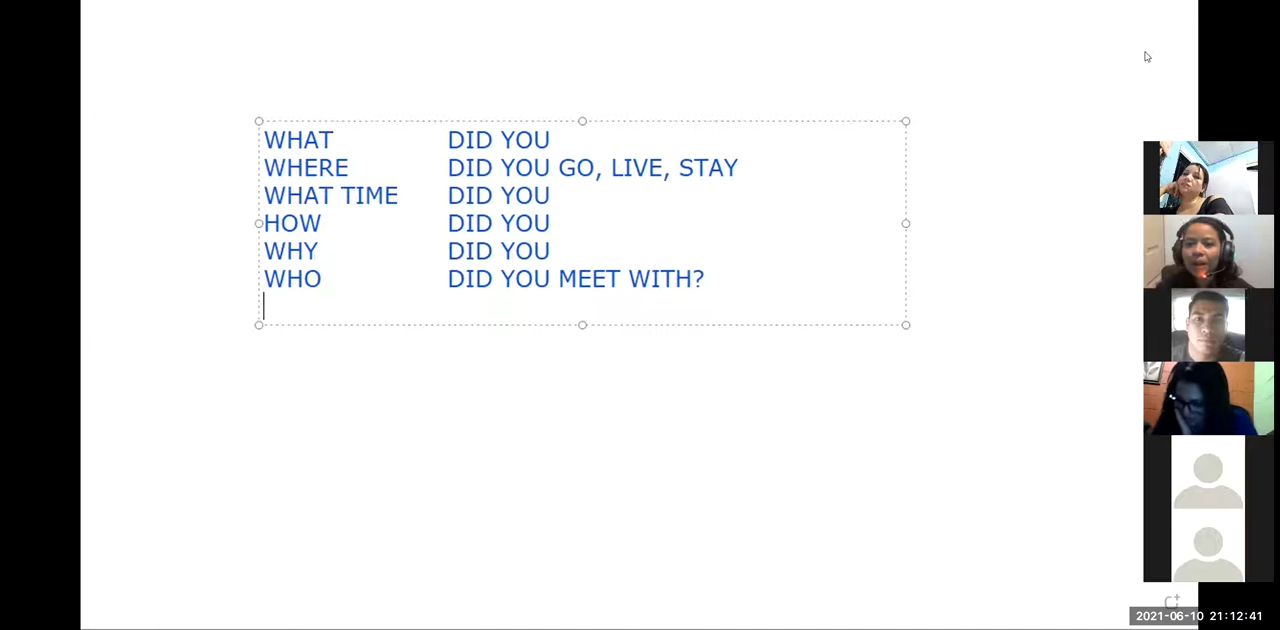 WHAT DID YOU
WHERE DID YOU GO, LIVE, STAY
WHAT TIME DID YOU
HOW DID YOU
WHY DID YOU
WHO DID YOU MEET WITH?
2021-06-10 21:12:41